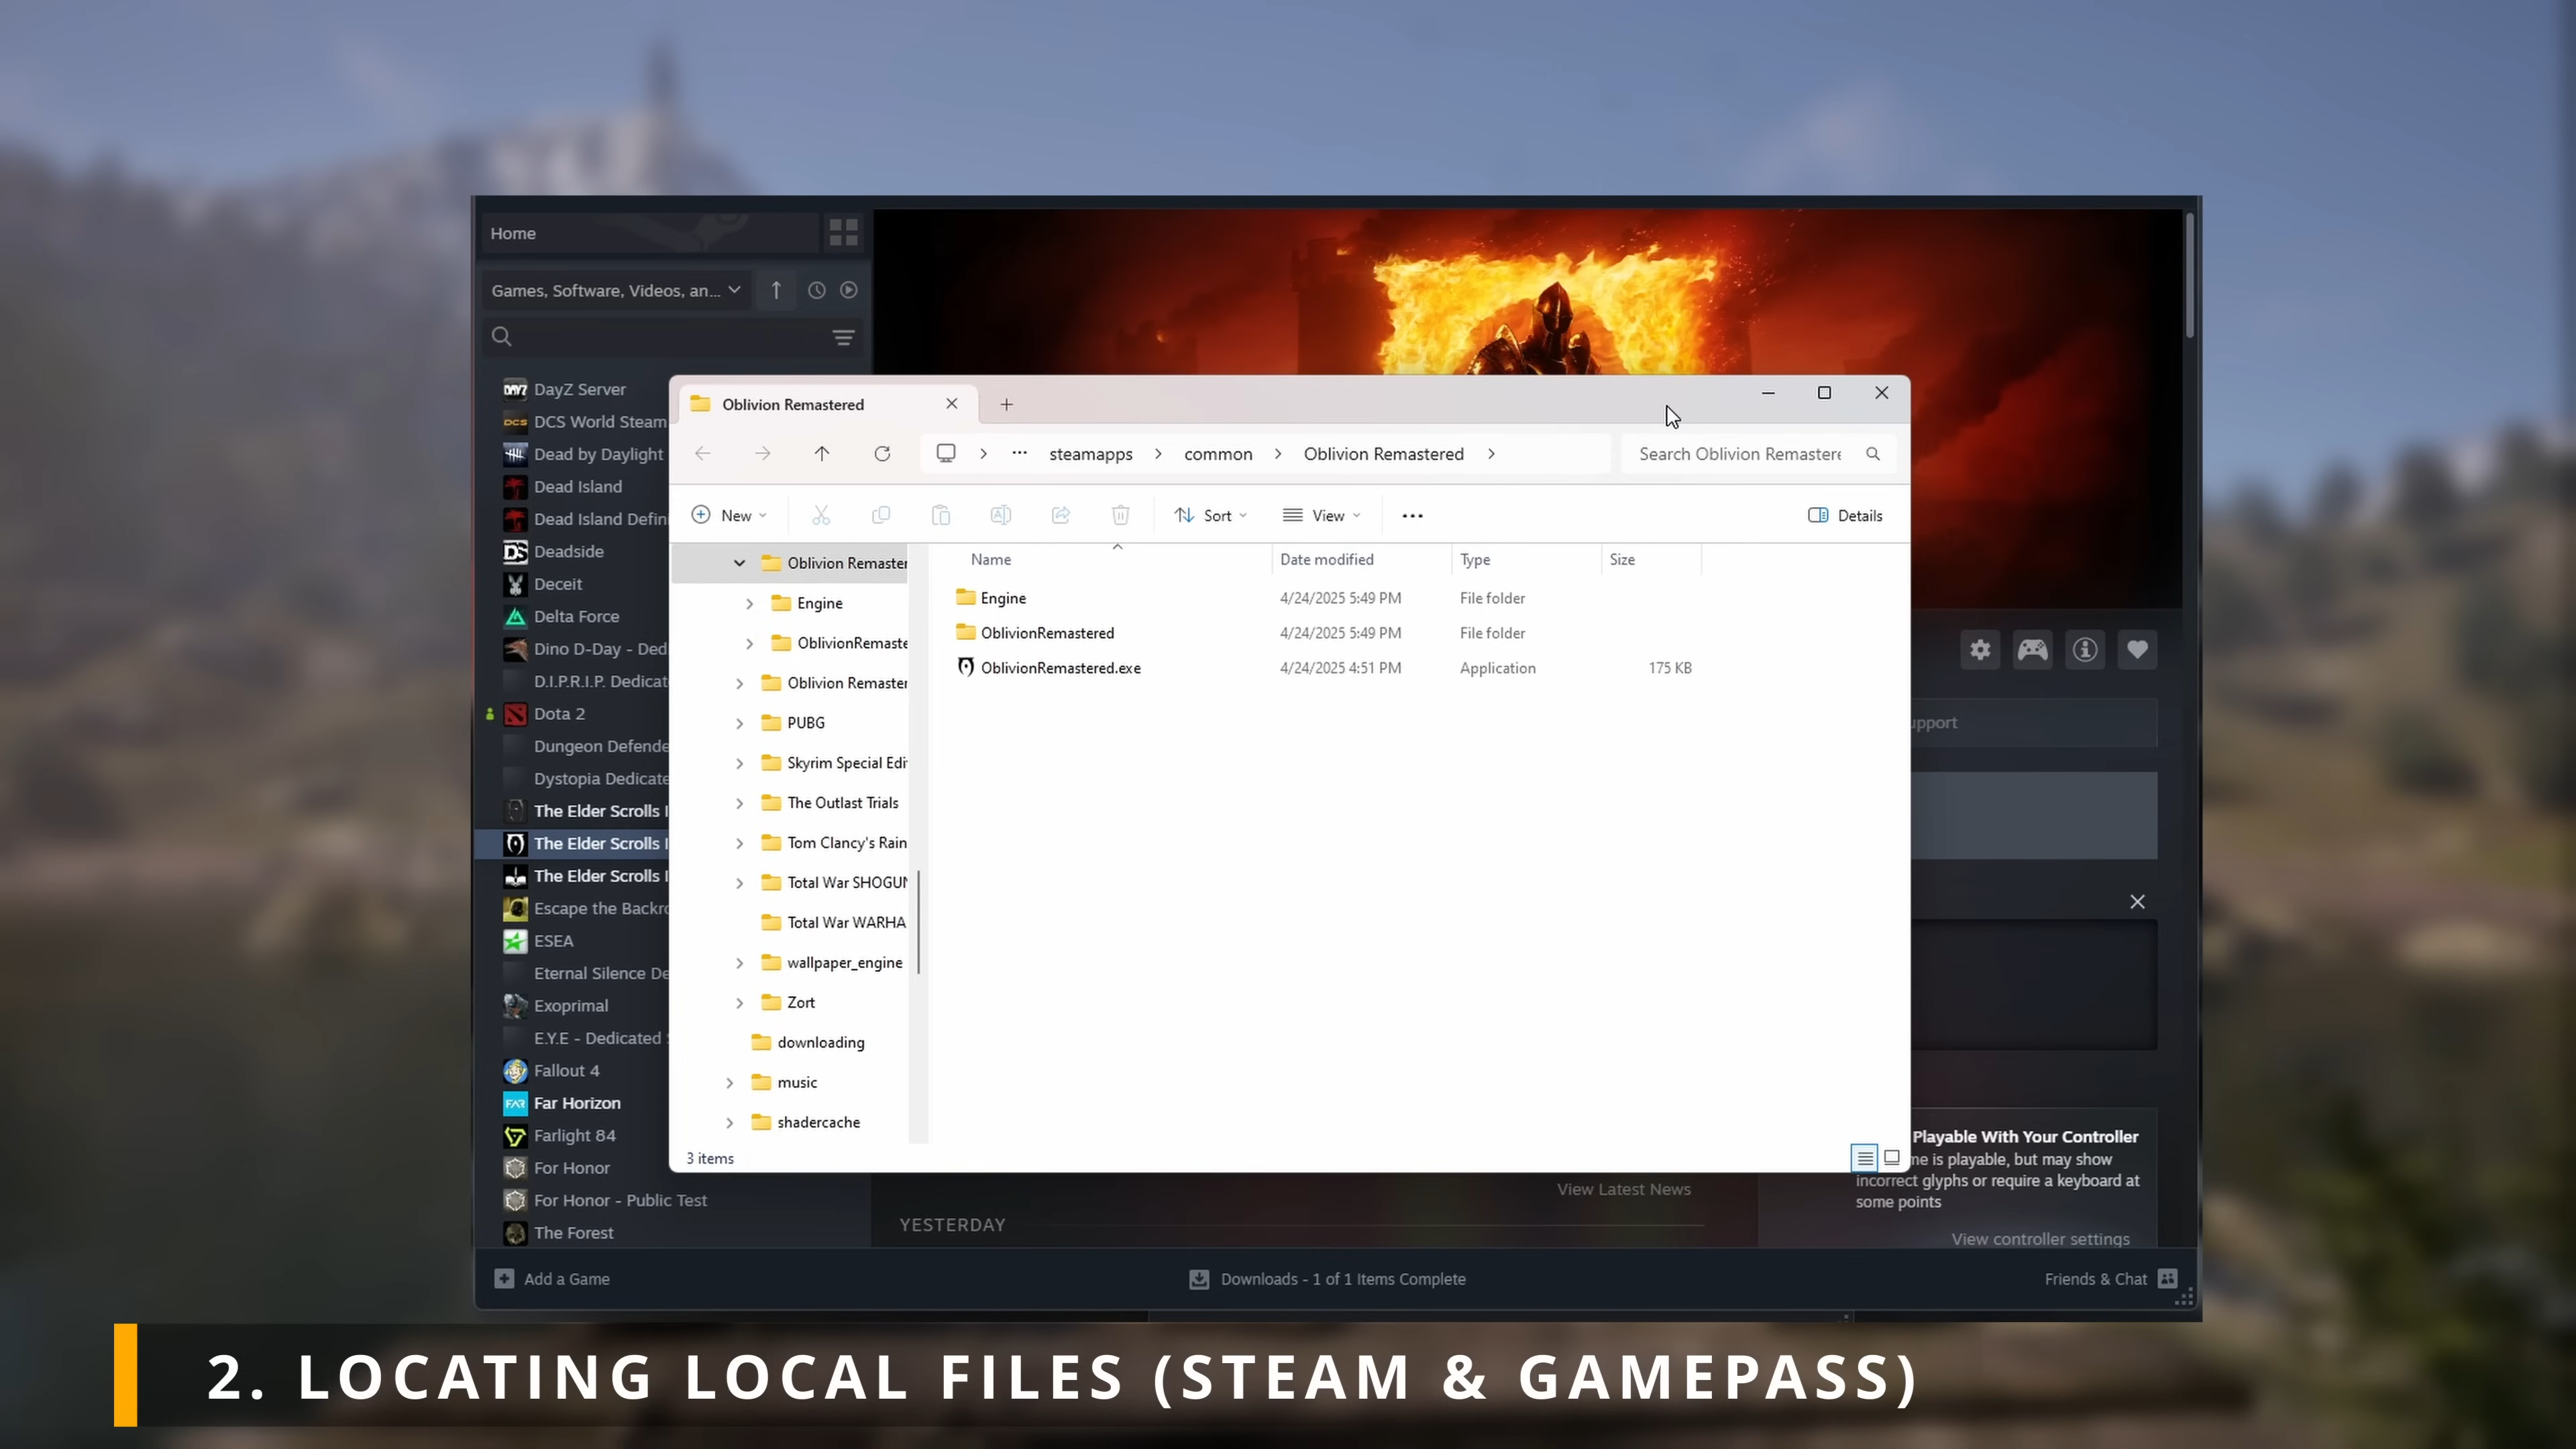 Home
Games, Software, Videos, an...
DayZ Server
DCS World Steam
Dead by Daylight
Dead Island
Dead Island Defini
Deadside
Deceit
Delta Force
Dino D-Day - Ded
D.I.P.R.I.P. Dedicat
Dota 2
Dungeon Defende
Dystopia Dedicate
The Elder Scrolls I
The Elder Scrolls I
The Elder Scrolls I
Escape the Backro
ESEA
Eternal Silence De
Exoprimal
E.Y.E - Dedicated
Fallout 4
Far Horizon
Farlight 84
For Honor
For Honor - Public Test
The Forest
Oblivion Remastered
... steamapps common Oblivion Remastered
Search Oblivion Remastere
New Sort View ... Details
Oblivion Remaster
Engine
OblivionRemaste
Oblivion Remaster
PUBG
Skyrim Special Edi
The Outlast Trials
Tom Clancy's Rain
Total War SHOGUN
Total War WARHA
wallpaper_engine
Zort
downloading
music
shadercache
Name Date modified Type Size
Engine 4/24/2025 5:49 PM File folder
OblivionRemastered 4/24/2025 5:49 PM File folder
OblivionRemastered.exe 4/24/2025 4:51 PM Application 175 KB
3 items
upport
Playable With Your Controller
me is playable, but may show
incorrect glyphs or require a keyboard at
some points
View controller settings
View Latest News
YESTERDAY
Add a Game
Downloads - 1 of 1 Items Complete
Friends & Chat
2. LOCATING LOCAL FILES (STEAM & GAMEPASS)